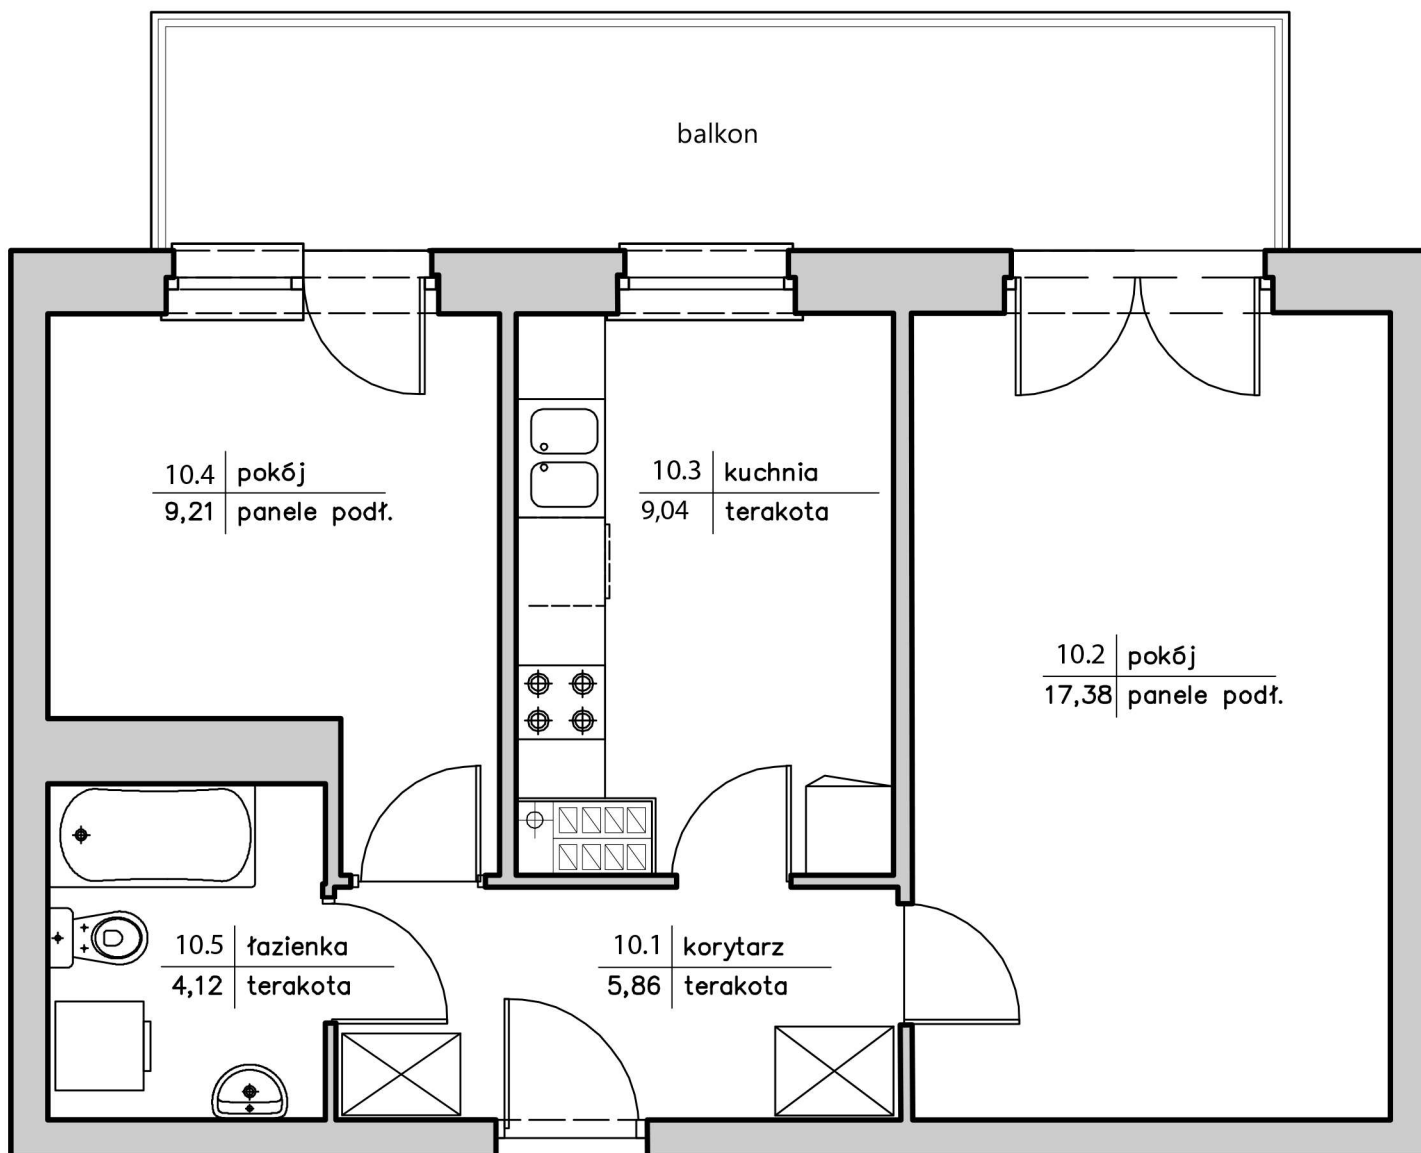 balkon
10.4 pokój
9,21 panele podł.
10.3 kuchnia
9,04 terakota
10.2 pokój
17,38 panele podł.
10.5 łazienka
4,12 terakota
10.1 korytarz
5,86 terakota